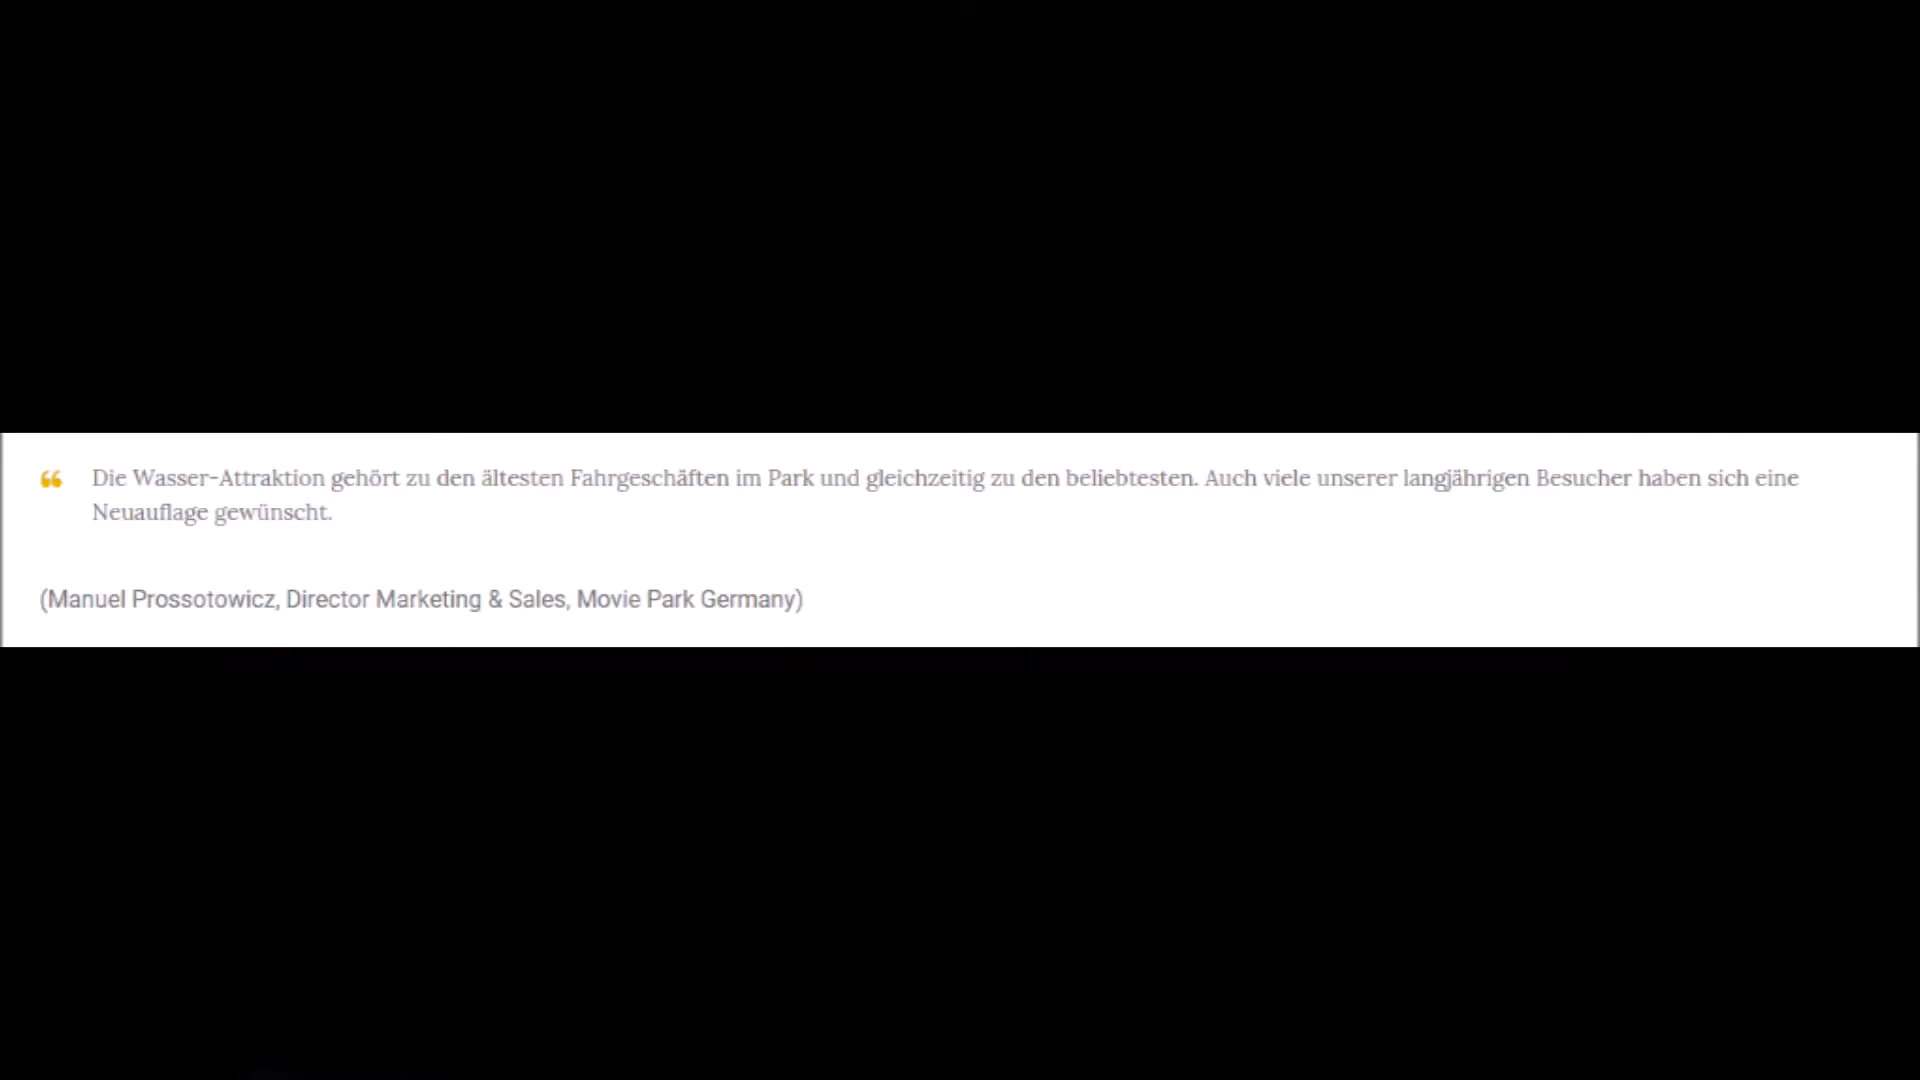 ❝ Die Wasser-Attraktion gehört zu den ältesten Fahrgeschäften im Park und gleichzeitig zu den beliebtesten. Auch viele unserer langjährigen Besucher haben sich eine
Neuauflage gewünscht.
(Manuel Prossotowicz, Director Marketing & Sales, Movie Park Germany)